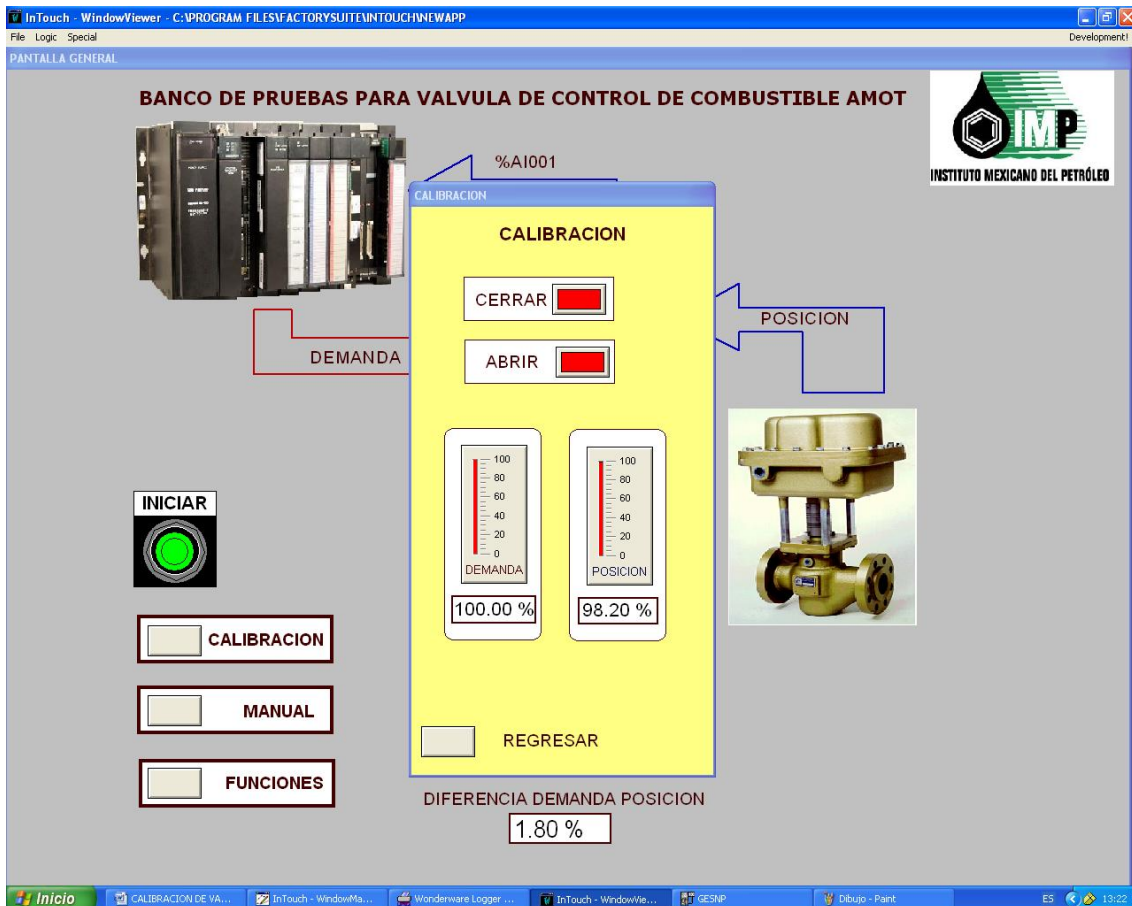 InTouch - WindowViewer - C:\PROGRAM FILES\FACTORYSUITE\INTOUCH\NEWAPP
File Logic Special Development!
PANTALLA GENERAL
BANCO DE PRUEBAS PARA VALVULA DE CONTROL DE COMBUSTIBLE AMOT
IMP
INSTITUTO MEXICANO DEL PETRÓLEO
%AI001
CALIBRACION
CALIBRACION
CERRAR
ABRIR
DEMANDA
POSICION
100 100
80 80
60 60
40 40
20 20
0 0
DEMANDA POSICION
100.00 % 98.20 %
INICIAR
CALIBRACION
MANUAL
FUNCIONES
REGRESAR
DIFERENCIA DEMANDA POSICION
1.80 %
Inicio CALIBRACION DE VA... InTouch - WindowMa... Wonderware Logger ... InTouch - WindowVie... GESNP Dibujo - Paint ES 13:22